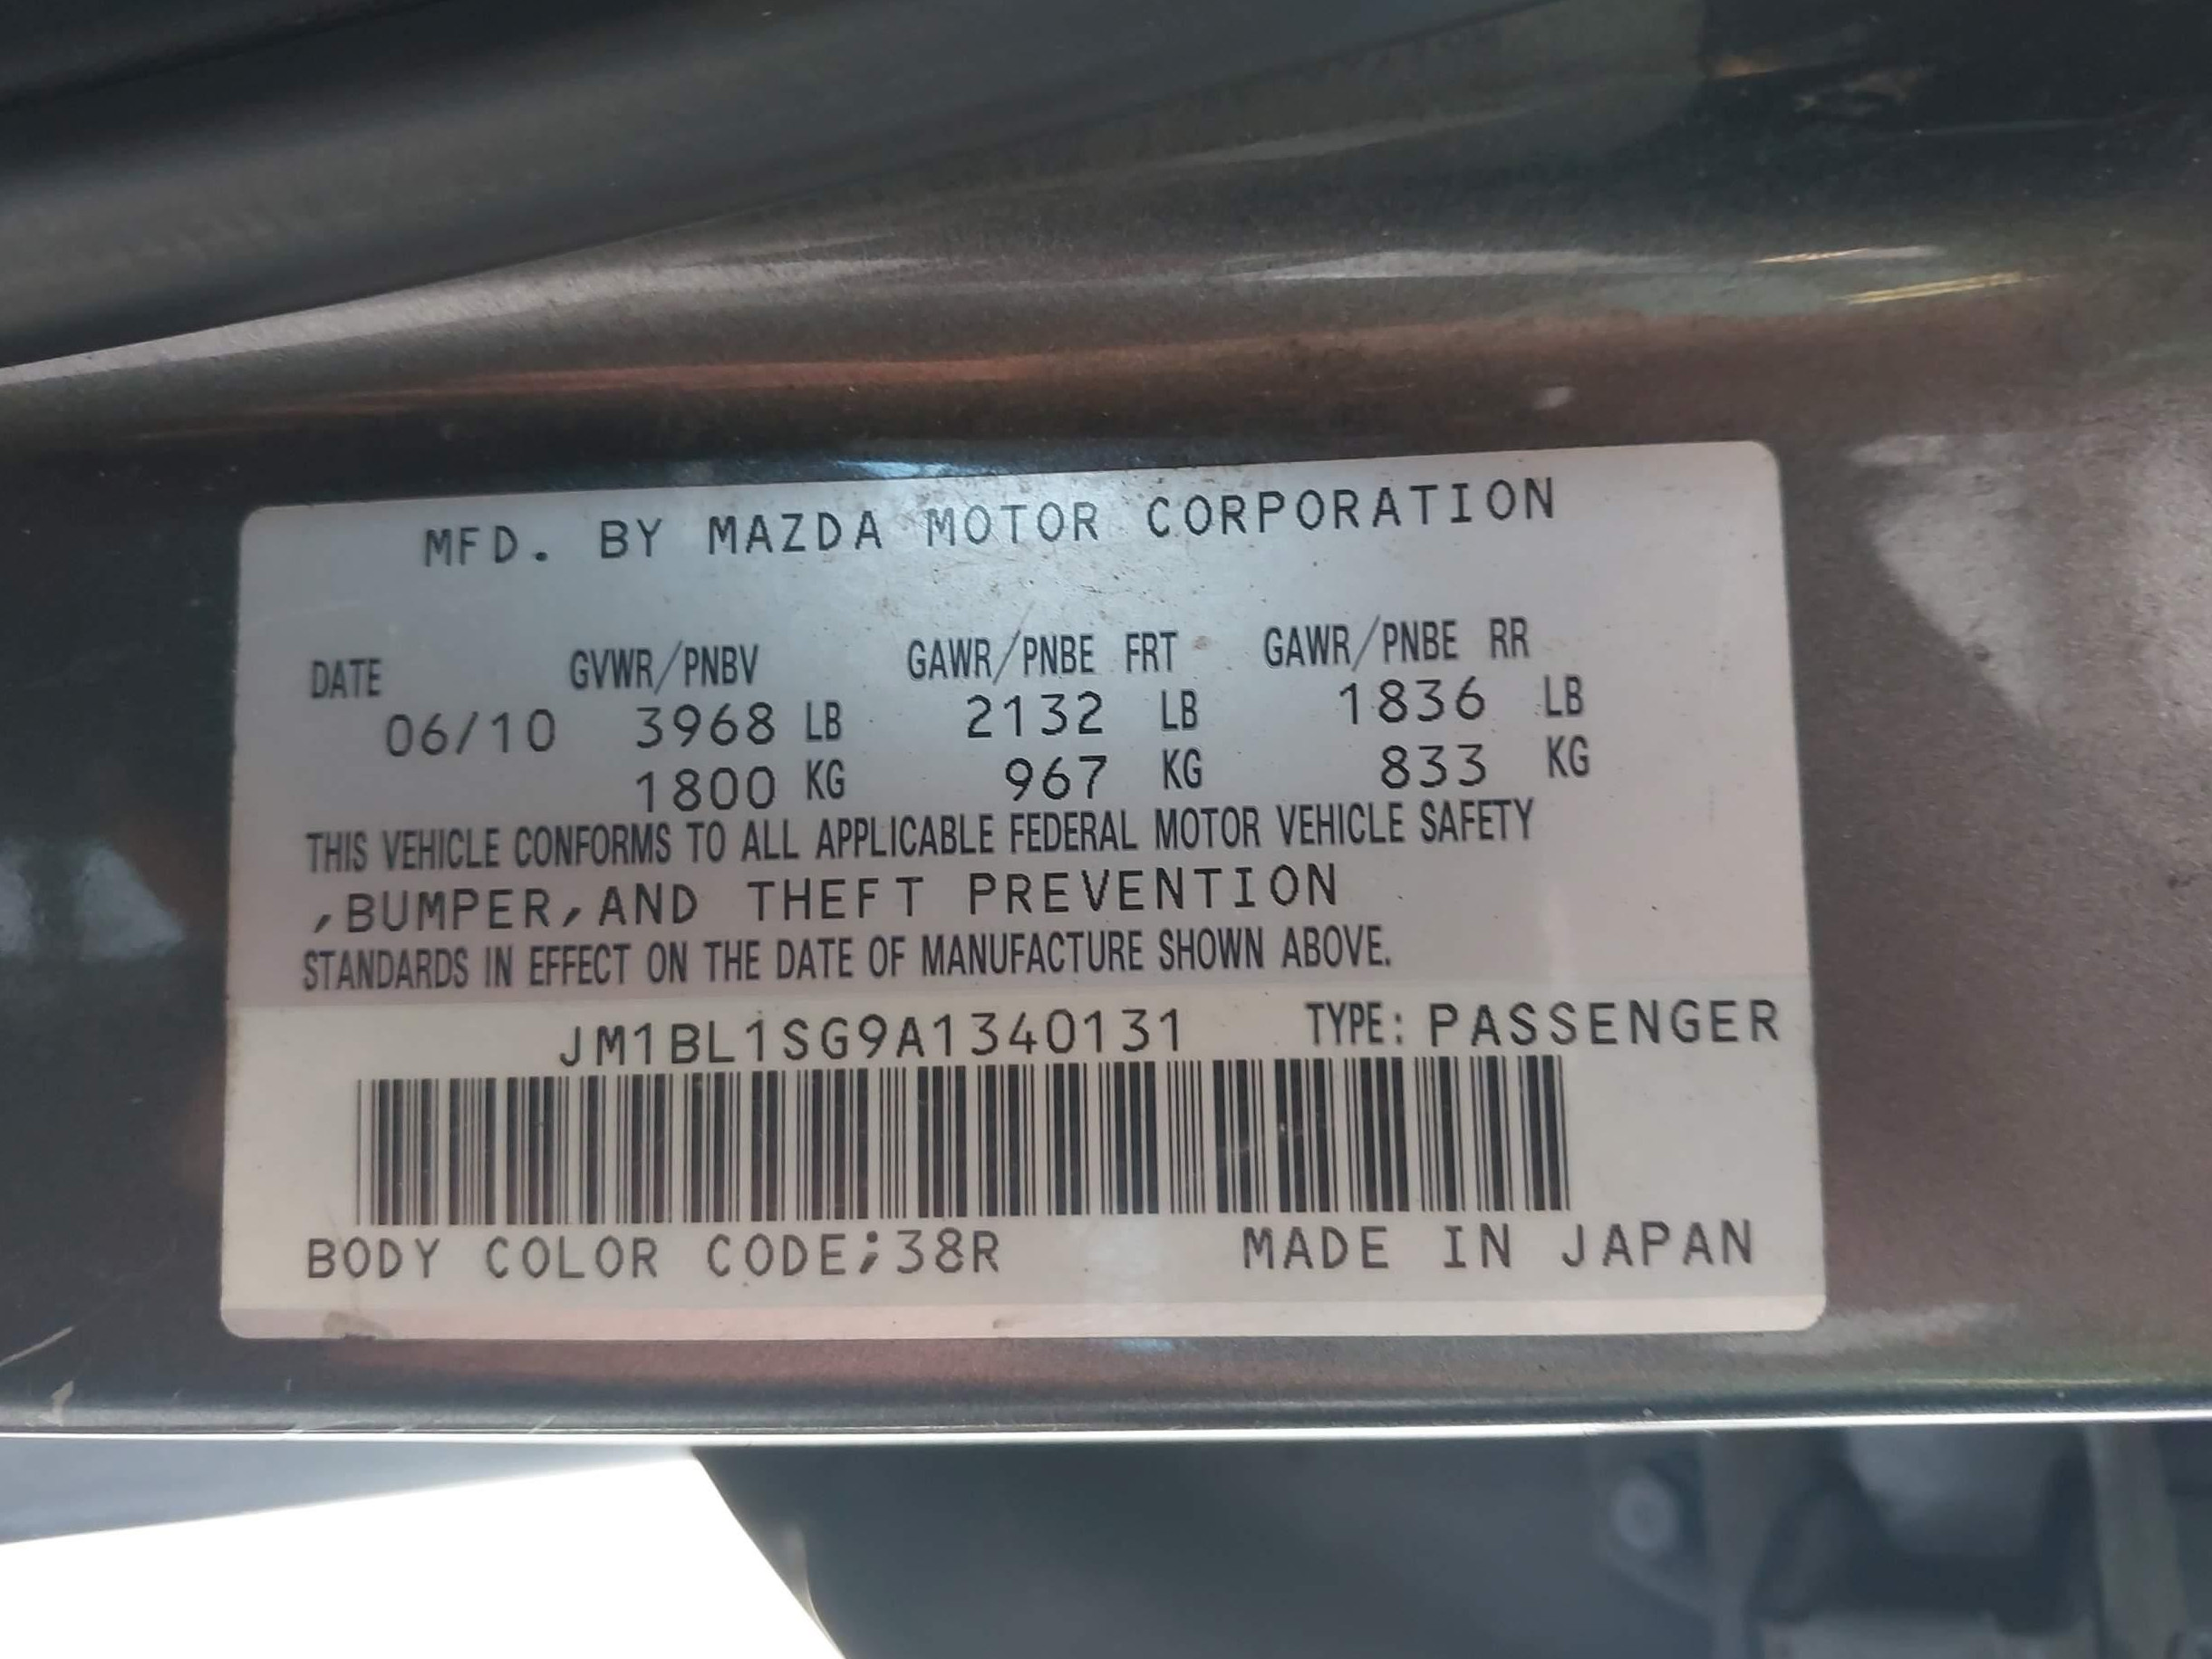 MFD. BY MAZDA MOTOR CORPORATION
DATE GVWR/PNBV GAWR/PNBE FRT GAWR/PNBE RR
06/10 3968 LB 2132 LB 1836 LB
1800 KG 967 KG 833 KG
THIS VEHICLE CONFORMS TO ALL APPLICABLE FEDERAL MOTOR VEHICLE SAFETY
,BUMPER,AND THEFT PREVENTION
STANDARDS IN EFFECT ON THE DATE OF MANUFACTURE SHOWN ABOVE.
JM1BL1SG9A1340131 TYPE: PASSENGER
BODY COLOR CODE;38R MADE IN JAPAN